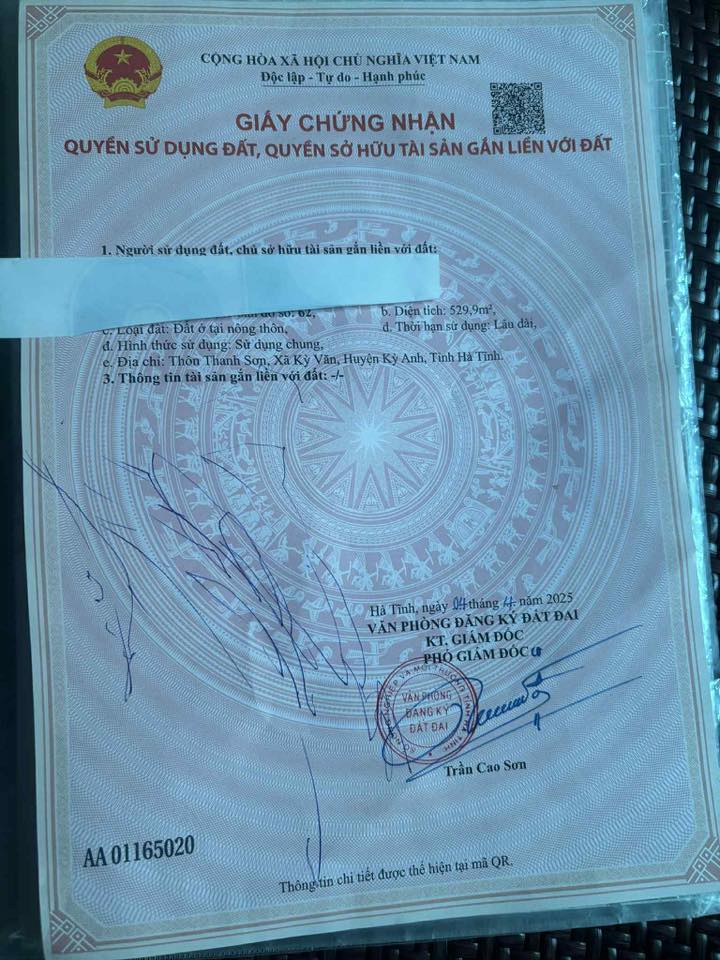 CỘNG HÒA XÃ HỘI CHỦ NGHĨA VIỆT NAM
Độc lập - Tự do - Hạnh phúc
GIẤY CHỨNG NHẬN
QUYỀN SỬ DỤNG ĐẤT, QUYỀN SỞ HỮU TÀI SẢN GẮN LIỀN VỚI ĐẤT
1. Người sử dụng đất, chủ sở hữu tài sản gắn liền với đất:
số: 62, b. Diện tích: 529,9m²,
c. Loại đất: Đất ở tại nông thôn, d. Thời hạn sử dụng: Lâu dài,
đ. Hình thức sử dụng: Sử dụng chung,
e. Địa chỉ: Thôn Thanh Sơn, Xã Kỳ Văn, Huyện Kỳ Anh, Tỉnh Hà Tĩnh.
3. Thông tin tài sản gắn liền với đất: -/-
Hà Tĩnh, ngày 04 tháng 4 năm 2025
VĂN PHÒNG ĐĂNG KÝ ĐẤT ĐAI
KT. GIÁM ĐỐC
PHÓ GIÁM ĐỐC
VĂN PHÒNG
ĐĂNG KÝ
ĐẤT ĐAI
Trần Cao Sơn
AA 01165020
Thông tin chi tiết được thể hiện tại mã QR.